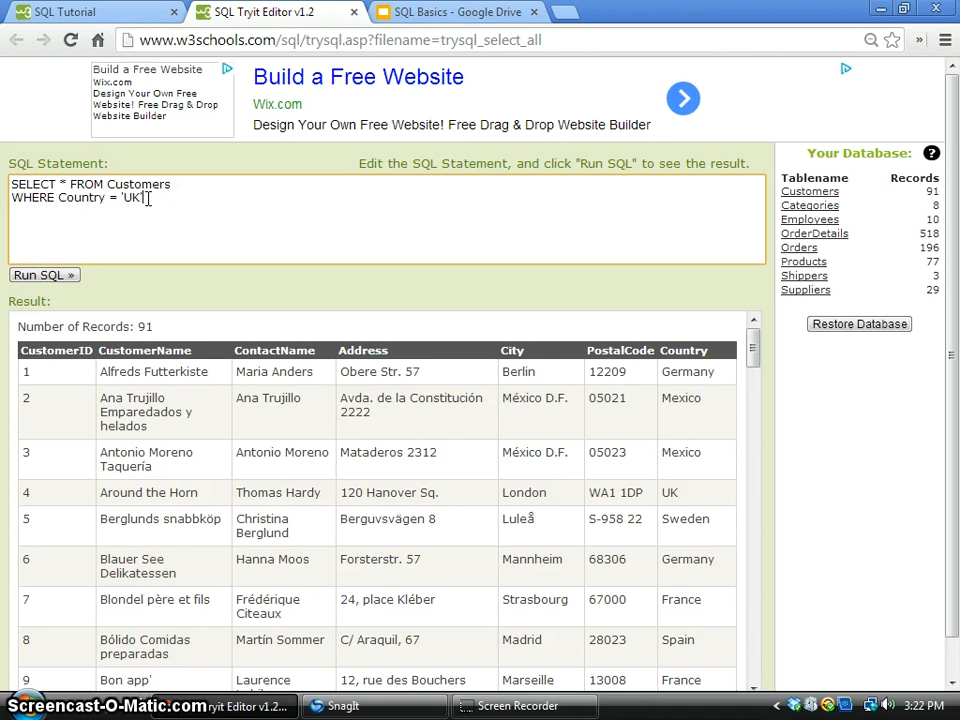 SQL Tutorial
SQL Tryit Editor v1.2
SQL Basics - Google Drive
www.w3schools.com/sql/trysql.asp?filename=trysql_select_all
Build a Free Website
Wix.com
Design Your Own Free
Website! Free Drag & Drop
Website Builder
Build a Free Website
Wix.com
Design Your Own Free Website! Free Drag & Drop Website Builder
SQL Statement:
Edit the SQL Statement, and click "Run SQL" to see the result.
SELECT * FROM Customers
WHERE Country = 'UK'
Run SQL »
Result:
Number of Records: 91
CustomerID CustomerName ContactName Address City PostalCode Country
1 Alfreds Futterkiste Maria Anders Obere Str. 57 Berlin 12209 Germany
2 Ana Trujillo Emparedados y helados Ana Trujillo Avda. de la Constitución 2222 México D.F. 05021 Mexico
3 Antonio Moreno Taquería Antonio Moreno Mataderos 2312 México D.F. 05023 Mexico
4 Around the Horn Thomas Hardy 120 Hanover Sq. London WA1 1DP UK
5 Berglunds snabbköp Christina Berglund Berguvsvägen 8 Luleå S-958 22 Sweden
6 Blauer See Delikatessen Hanna Moos Forsterstr. 57 Mannheim 68306 Germany
7 Blondel père et fils Frédérique Citeaux 24, place Kléber Strasbourg 67000 France
8 Bólido Comidas preparadas Martín Sommer C/ Araquil, 67 Madrid 28023 Spain
9 Bon app' Laurence 12, rue des Bouchers Marseille 13008 France
Your Database: ?
Tablename Records
Customers 91
Categories 8
Employees 10
OrderDetails 518
Orders 196
Products 77
Shippers 3
Suppliers 29
Restore Database
Screencast-O-Matic.com
Tryit Editor v1.2...
SnagIt
Screen Recorder
3:22 PM